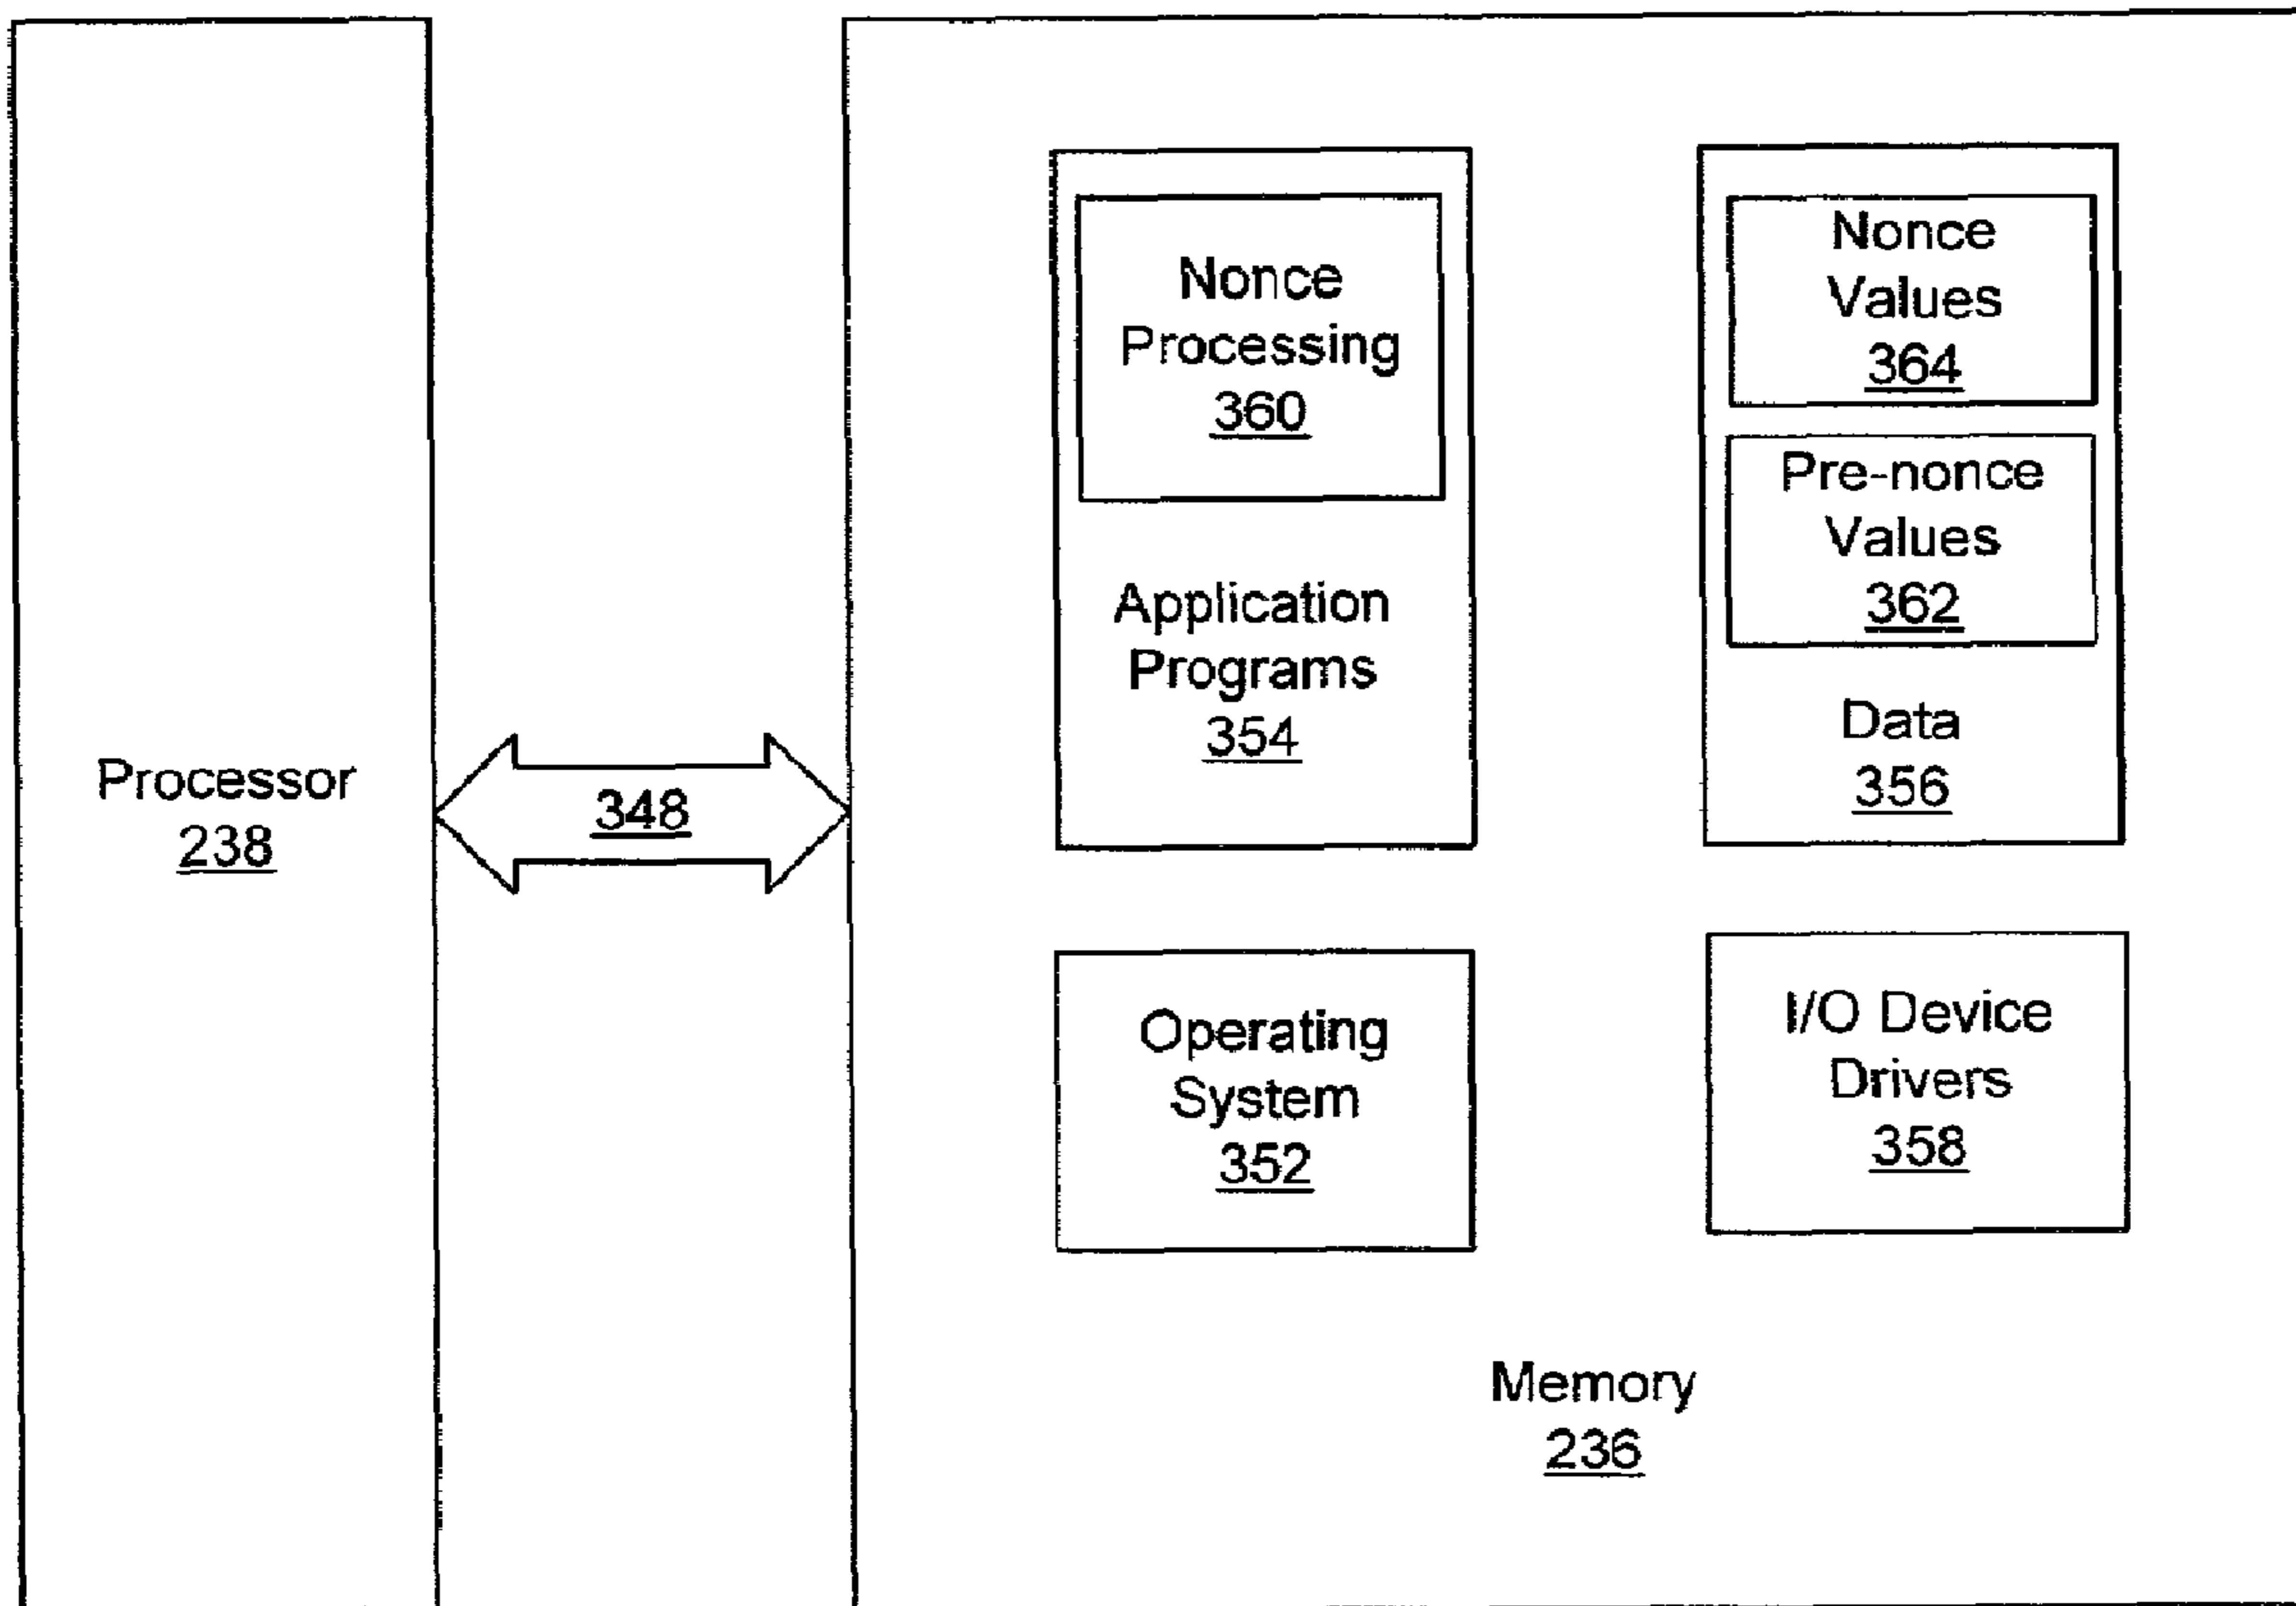 Processor
238
348
Nonce
Processing
360
Application
Programs
354
Nonce
Values
364
Pre-nonce
Values
362
Data
356
Operating
System
352
I/O Device
Drivers
358
Memory
236